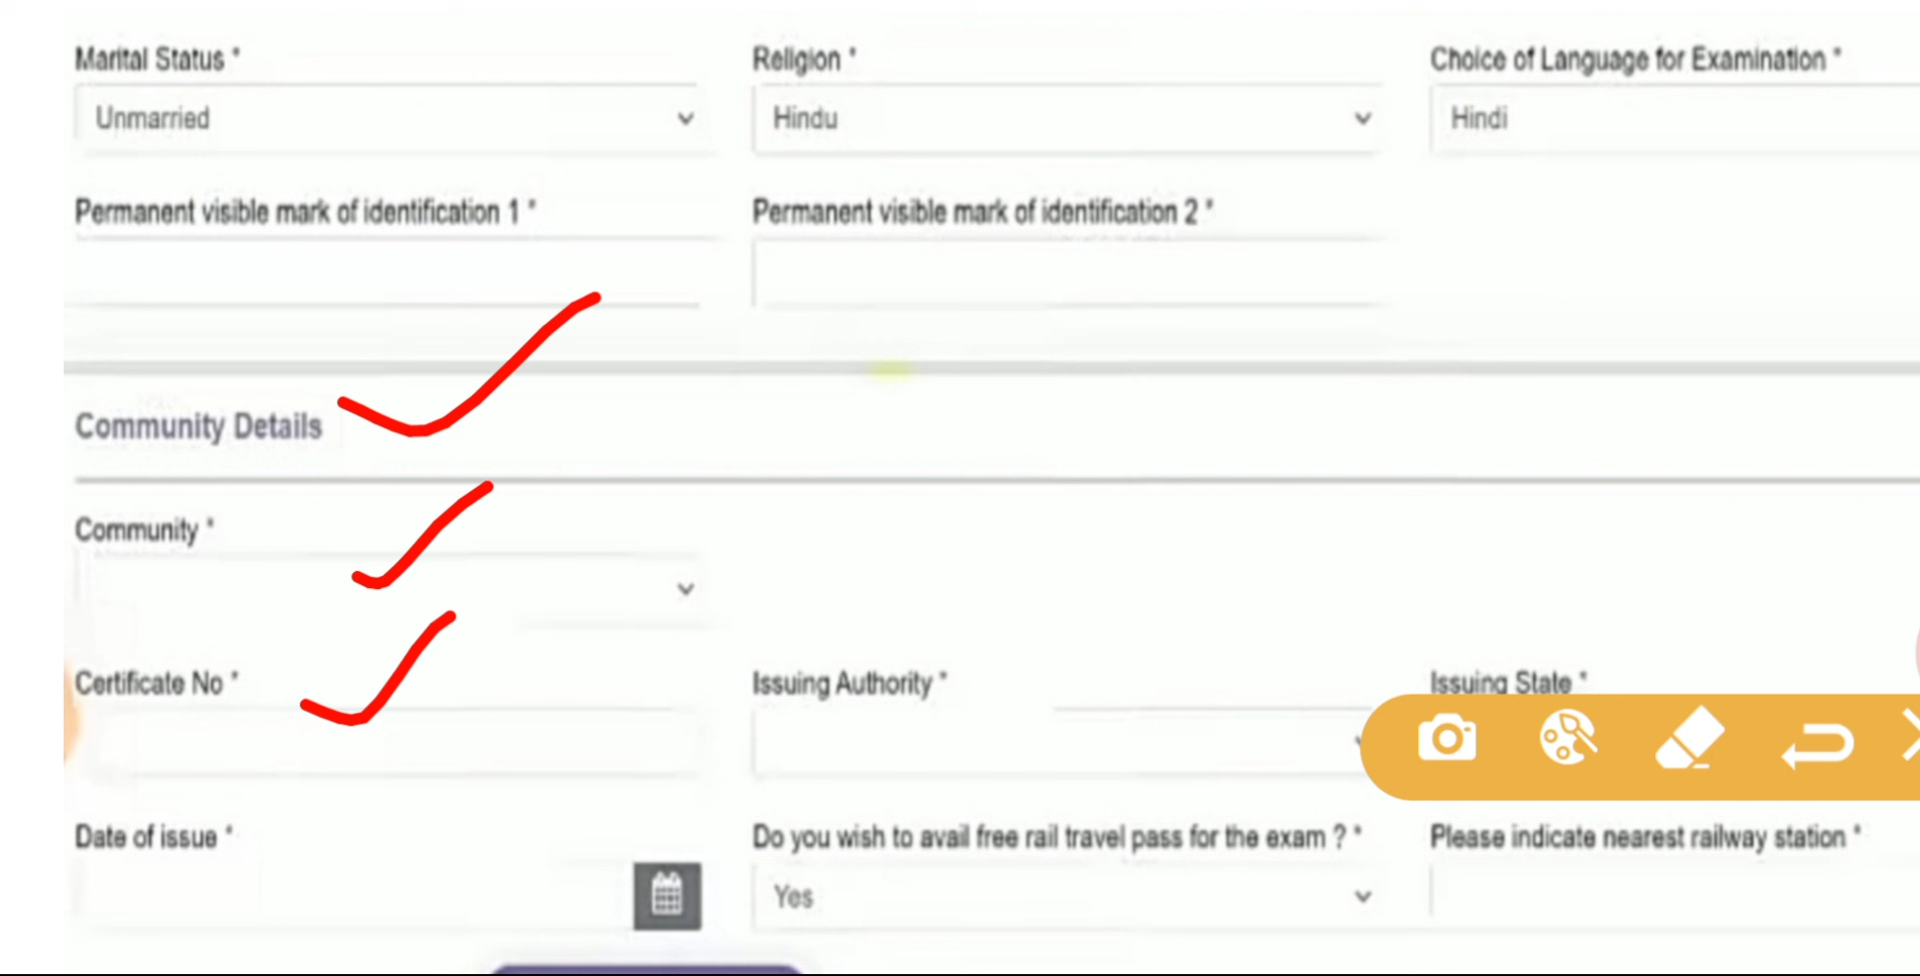 Marital Status * Religion * Choice of Language for Examination *
Unmarried Hindu Hindi
Permanent visible mark of identification 1 * Permanent visible mark of identification 2 *
Community Details
Community *
Certificate No * Issuing Authority * Issuing State *
Date of issue * Do you wish to avail free rail travel pass for the exam ? * Please indicate nearest railway station *
Yes